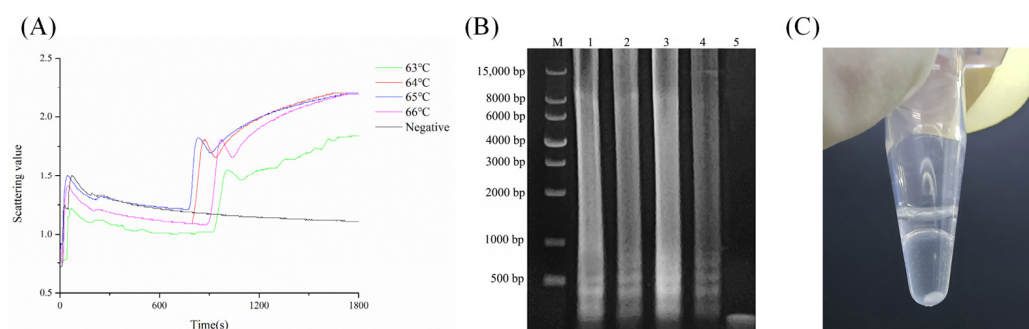 (A)
2.5
2.0
1.5
1.0
0.5
Scattering value
0
600
1200
1800
Time(s)
63℃
64℃
65℃
66℃
Negative
(B)
M 1 2 3 4 5
15,000 bp
8000 bp
6000 bp
4000 bp
3000 bp
2000 bp
1000 bp
500 bp
(C)